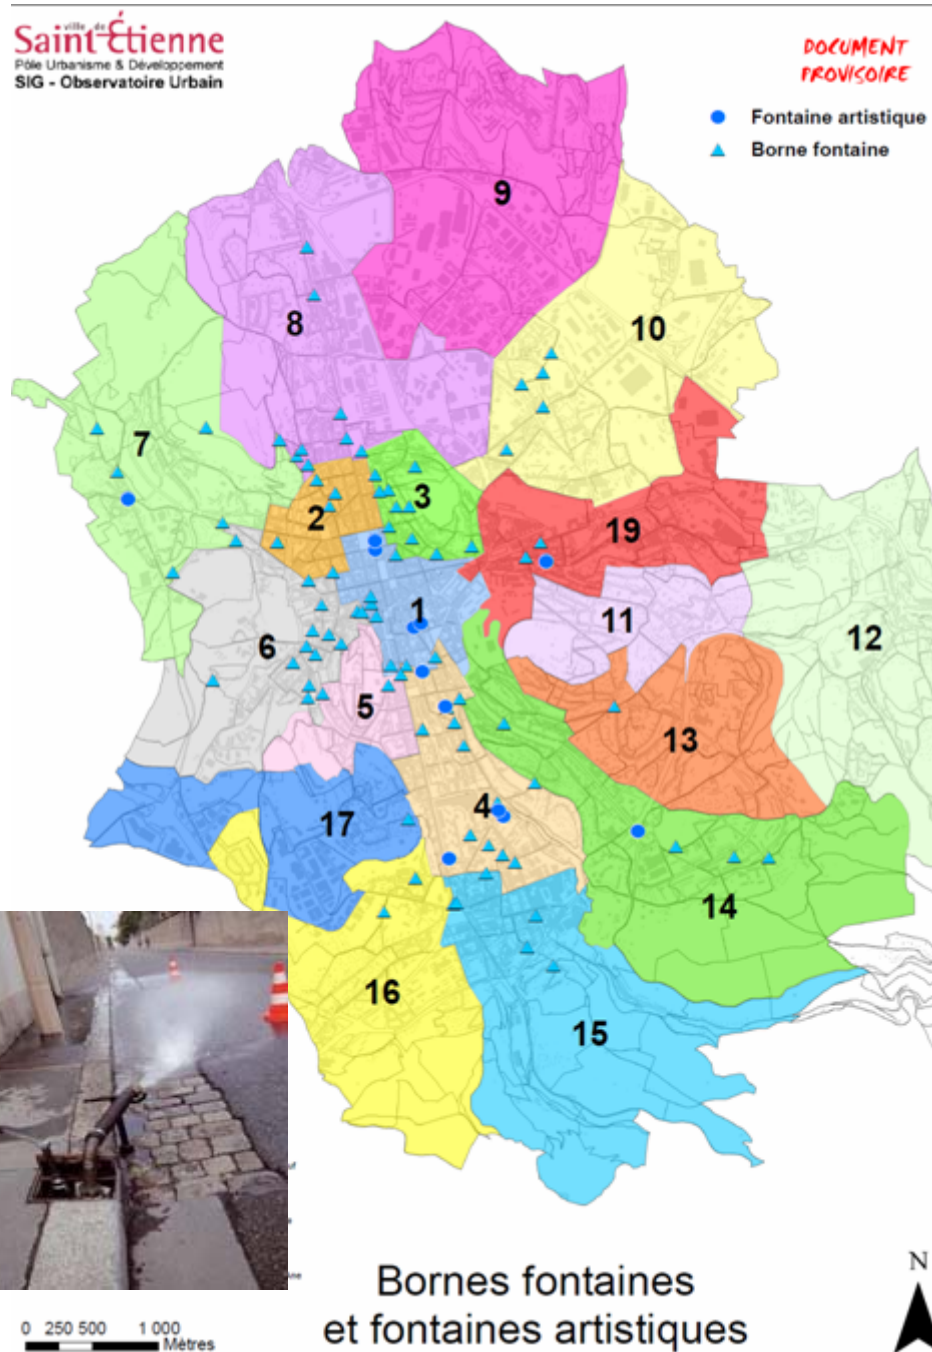 ville de
Saint-Étienne
Pôle Urbanisme & Développement
SIG - Observatoire Urbain
DOCUMENT
PROVISOIRE
Fontaine artistique
Borne fontaine
9
8
10
7
3
2
19
1
11
12
6
5
13
4
17
14
16
15
Bornes fontaines
et fontaines artistiques
N
0 250 500 1 000
Mètres